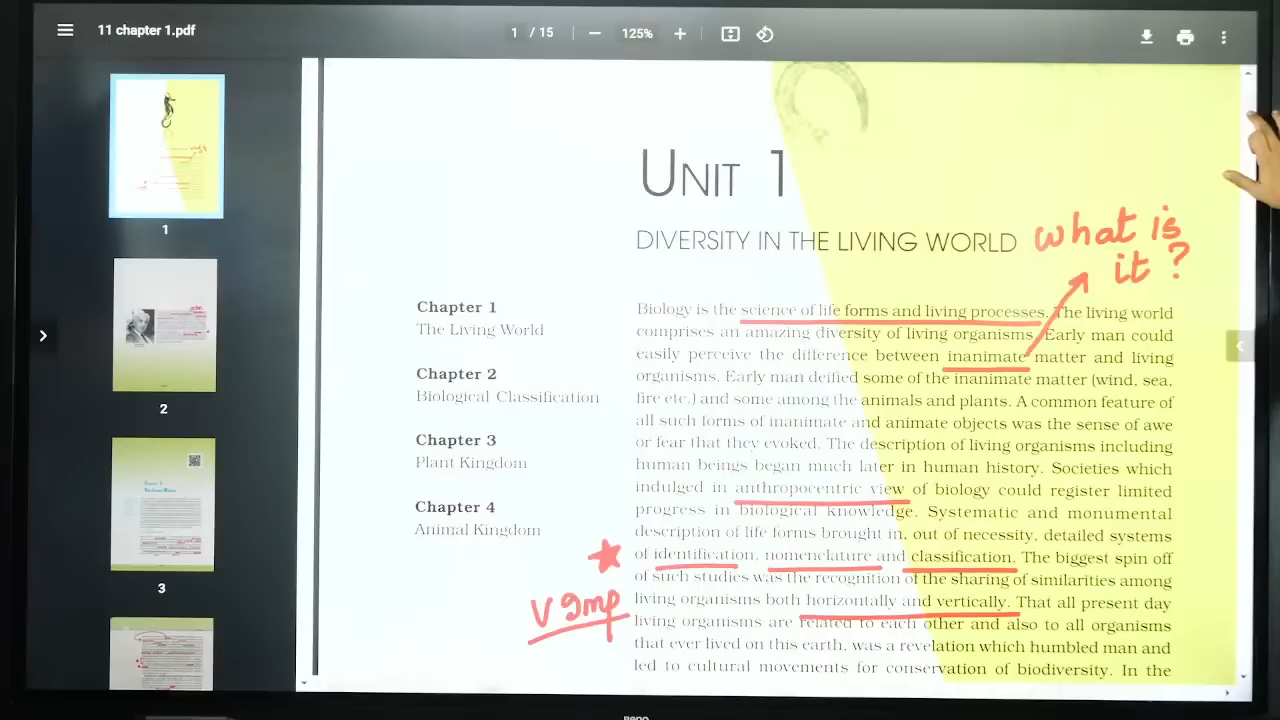 11 chapter 1.pdf
1 / 15
125%
1
2
3
UNIT 1
DIVERSITY IN THE LIVING WORLD
what is
it ?
Chapter 1
The Living World
Chapter 2
Biological Classification
Chapter 3
Plant Kingdom
Chapter 4
Animal Kingdom
V Imp
Biology is the science of life forms and living processes. The living world
comprises an amazing diversity of living organisms. Early man could
easily perceive the difference between inanimate matter and living
organisms. Early man deified some of the inanimate matter (wind, sea,
fire etc.) and some among the animals and plants. A common feature of
all such forms of inanimate and animate objects was the sense of awe
or fear that they evoked. The description of living organisms including
human beings began much later in human history. Societies which
indulged in anthropocentric view of biology could register limited
progress in biological knowledge. Systematic and monumental
description of life forms brought in, out of necessity, detailed systems
of identification, nomenclature and classification. The biggest spin off
of such studies was the recognition of the sharing of similarities among
living organisms both horizontally and vertically. That all present day
living organisms are related to each other and also to all organisms
that ever lived on this earth, was a revelation which humbled man and
led to cultural movements for conservation of biodiversity. In the
BenQ